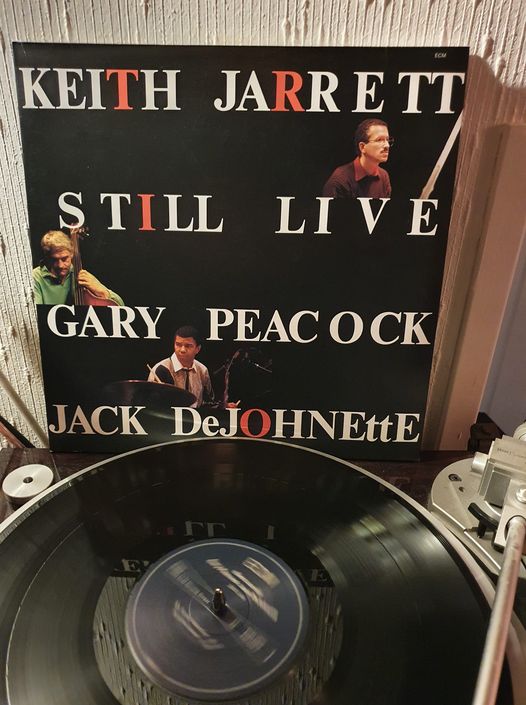 ECM
KEITH JARRETT
STILL LIVE
GARY PEACOCK
JACK DeJOHNEttE